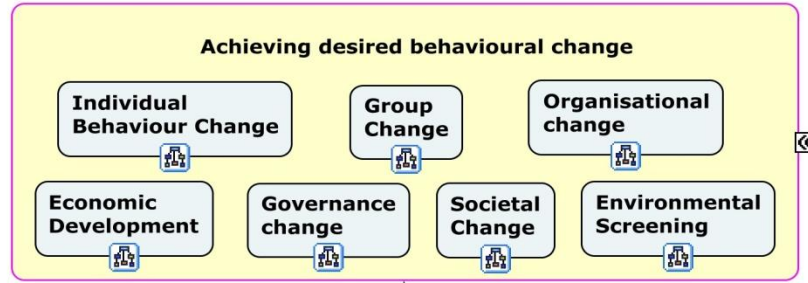 Achieving desired behavioural change
Individual
Behaviour Change
Group
Change
Organisational
change
Economic
Development
Governance
change
Societal
Change
Environmental
Screening